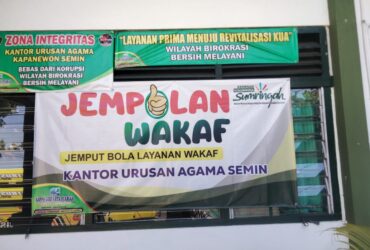 ZONA INTEGRITAS
KANTOR URUSAN AGAMA
KAPANEWON SEMIN
BEBAS DARI KORUPSI
WILAYAH BIROKRASI
BERSIH MELAYANI
"LAYANAN PRIMA MENUJU REVITALISASI KUA"
WILAYAH BIROKRASI
BERSIH MELAYANI
JEMPOLAN
WAKAF
Sumringah
JEMPUT BOLA LAYANAN WAKAF
KANTOR URUSAN AGAMA SEMIN